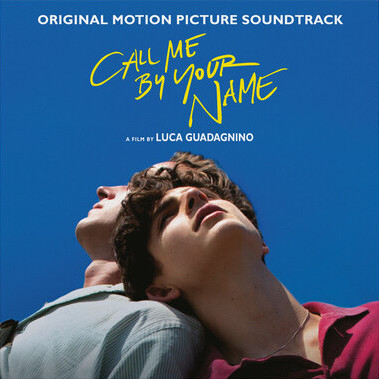 ORIGINAL MOTION PICTURE SOUNDTRACK
CALL ME
BY YOUR
NAME
A FILM BY LUCA GUADAGNINO